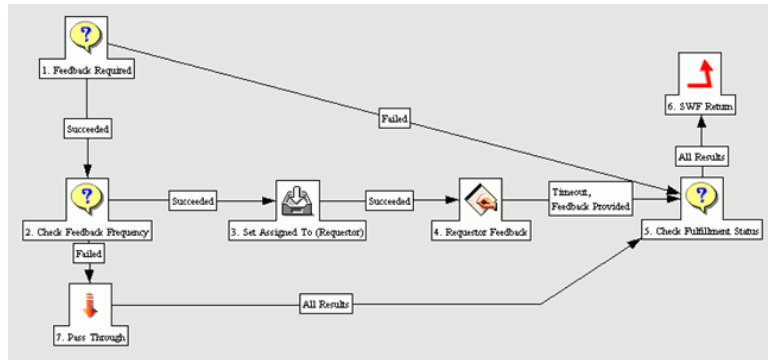 1. Feedback Required
6. SWF Return
Failed
Succeeded
All Results
Succeeded
Succeeded
Timeout,
Feedback Provided
2. Check Feedback Frequency
3. Set Assigned To (Requestor)
4. Requestor Feedback
5. Check Fulfillment Status
Failed
All Results
7. Pass Through